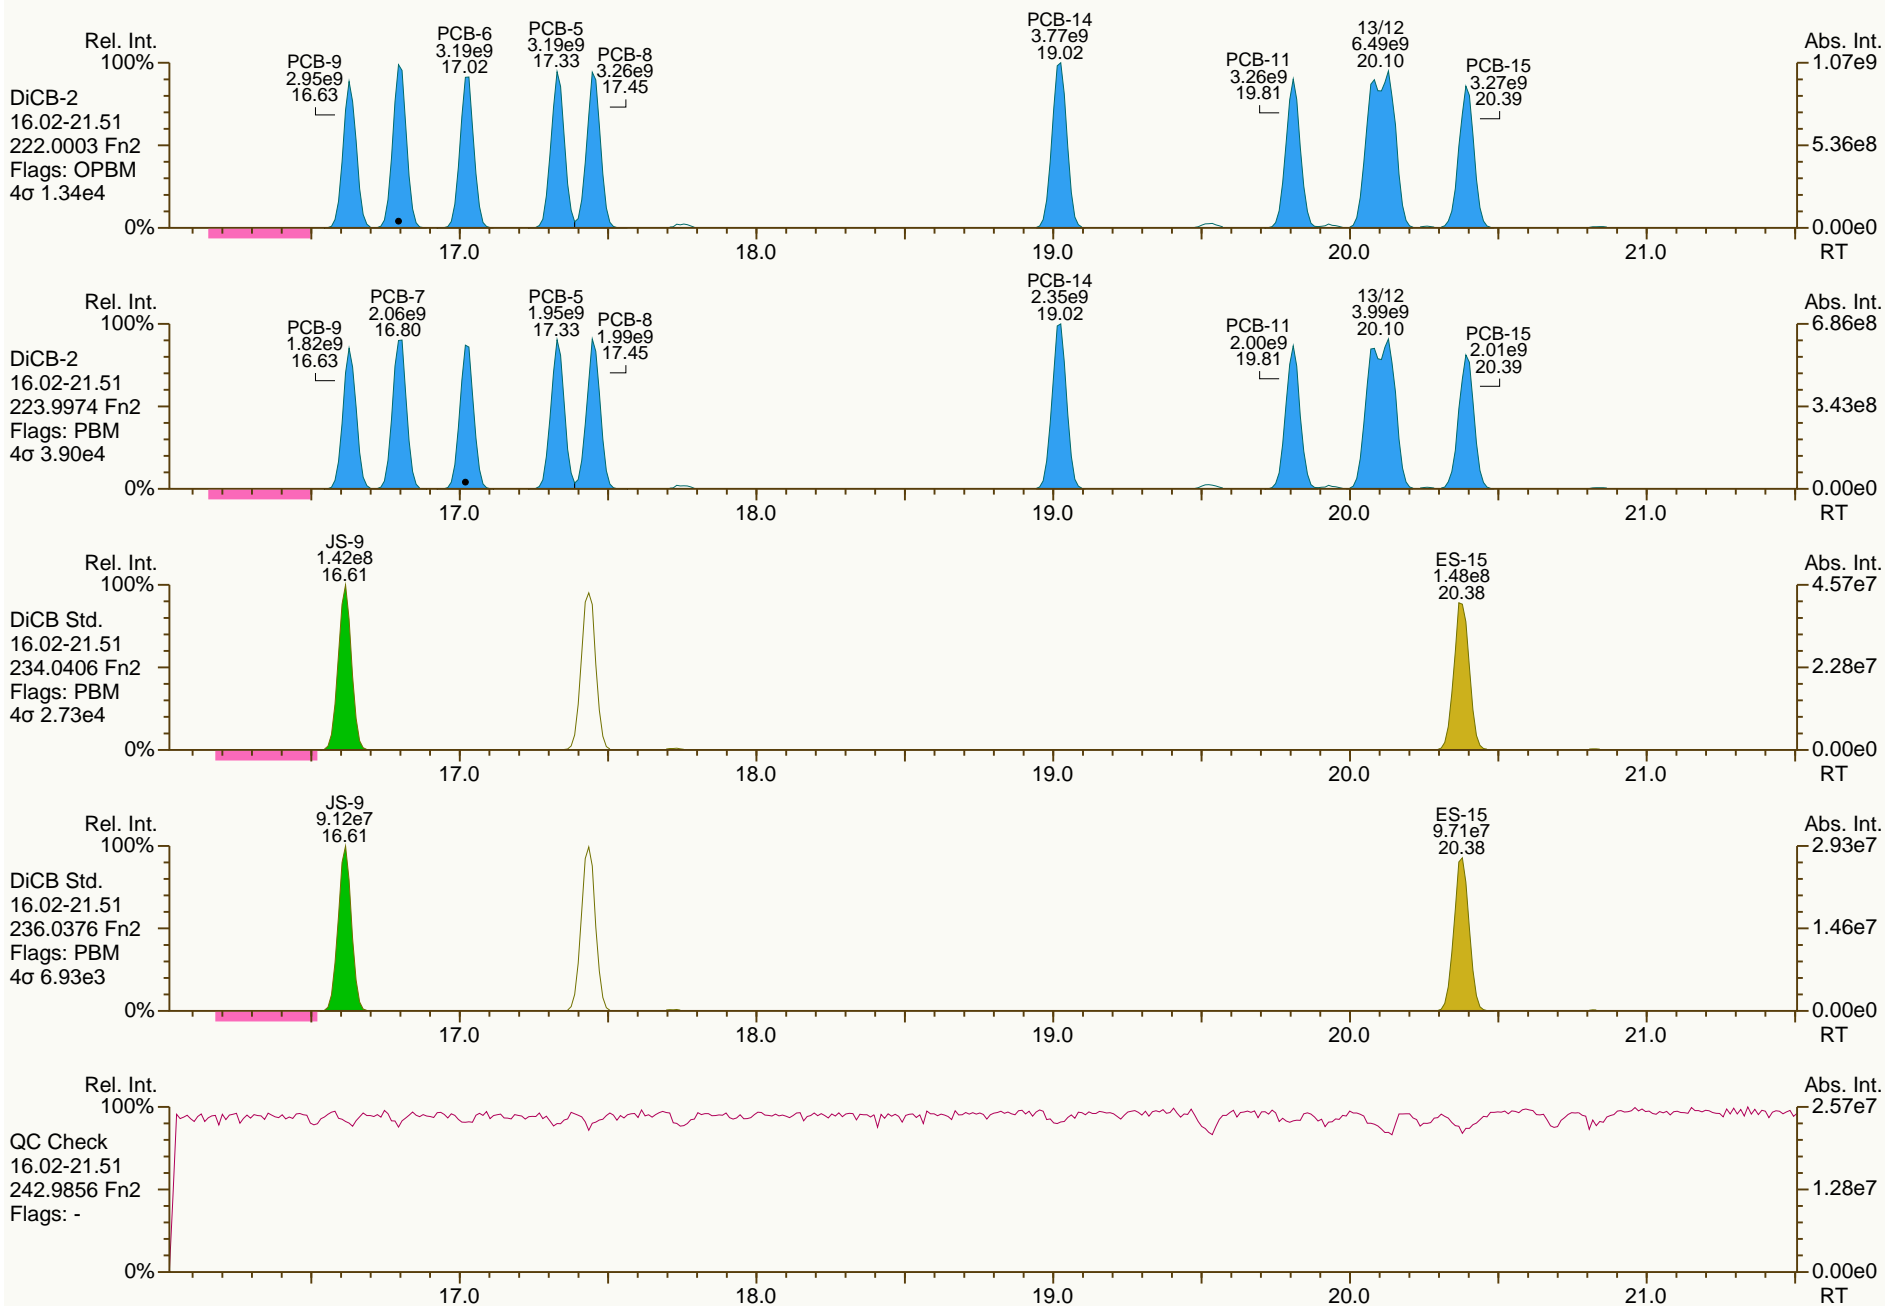 Rel. Int.
100%
0%
DiCB-2
16.02-21.51
222.0003 Fn2
Flags: OPBM
4σ 1.34e4
PCB-9
2.95e9
16.63
PCB-6
3.19e9
17.02
PCB-5
3.19e9
17.33
PCB-8
3.26e9
17.45
PCB-14
3.77e9
19.02
PCB-11
3.26e9
19.81
13/12
6.49e9
20.10
PCB-15
3.27e9
20.39
Abs. Int.
1.07e9
5.36e8
0.00e0
17.0 18.0 19.0 20.0 21.0 RT
Rel. Int.
100%
0%
DiCB-2
16.02-21.51
223.9974 Fn2
Flags: PBM
4σ 3.90e4
PCB-9
1.82e9
16.63
PCB-7
2.06e9
16.80
PCB-5
1.95e9
17.33
PCB-8
1.99e9
17.45
PCB-14
2.35e9
19.02
PCB-11
2.00e9
19.81
13/12
3.99e9
20.10
PCB-15
2.01e9
20.39
Abs. Int.
6.86e8
3.43e8
0.00e0
17.0 18.0 19.0 20.0 21.0 RT
Rel. Int.
100%
0%
DiCB Std.
16.02-21.51
234.0406 Fn2
Flags: PBM
4σ 2.73e4
JS-9
1.42e8
16.61
ES-15
1.48e8
20.38
Abs. Int.
4.57e7
2.28e7
0.00e0
17.0 18.0 19.0 20.0 21.0 RT
Rel. Int.
100%
0%
DiCB Std.
16.02-21.51
236.0376 Fn2
Flags: PBM
4σ 6.93e3
JS-9
9.12e7
16.61
ES-15
9.71e7
20.38
Abs. Int.
2.93e7
1.46e7
0.00e0
17.0 18.0 19.0 20.0 21.0 RT
Rel. Int.
100%
0%
QC Check
16.02-21.51
242.9856 Fn2
Flags: -
Abs. Int.
2.57e7
1.28e7
0.00e0
17.0 18.0 19.0 20.0 21.0 RT